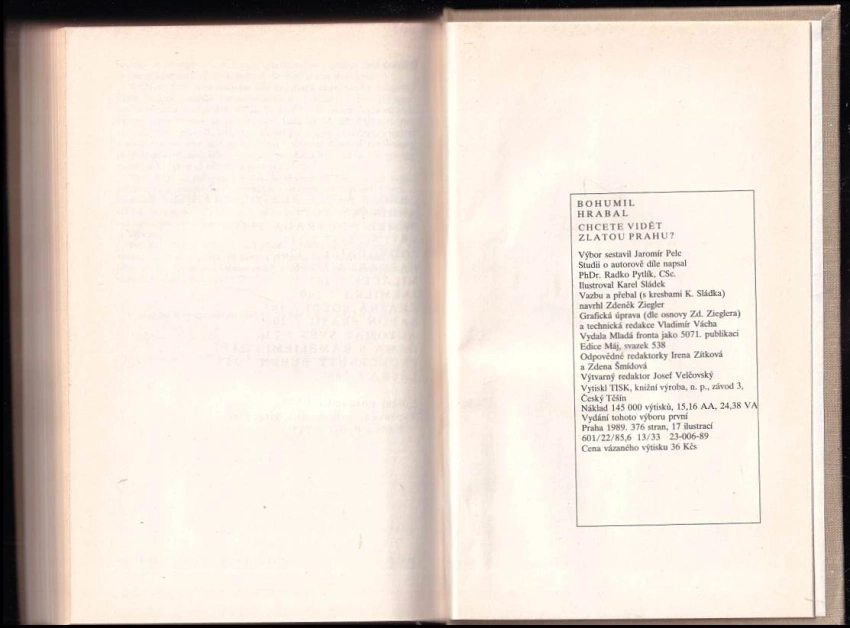 BOHUMIL
HRABAL
CHCETE VIDĚT
ZLATOU PRAHU?
Výbor sestavil Jaromír Pelc
Studii o autorově díle napsal
PhDr. Radko Pytlík, CSc.
Ilustroval Karel Sládek
Vazbu a přebal (s kresbami K. Sládka)
navrhl Zdeněk Ziegler
Grafická úprava (dle osnovy Zd. Zieglera)
a technická redakce Vladimír Vácha
Vydala Mladá fronta jako 5071. publikaci
Edice Máj, svazek 538
Odpovědné redaktorky Irena Zítková
a Zdena Šmídová
Výtvarný redaktor Josef Velčovský
Vytiskl TISK, knižní výroba, n. p., závod 3,
Český Těšín
Náklad 145 000 výtisků, 15,16 AA, 24,38 VA
Vydání tohoto výboru první
Praha 1989. 376 stran, 17 ilustrací
601/22/85,6 13/33 23-006-89
Cena vázaného výtisku 36 Kčs